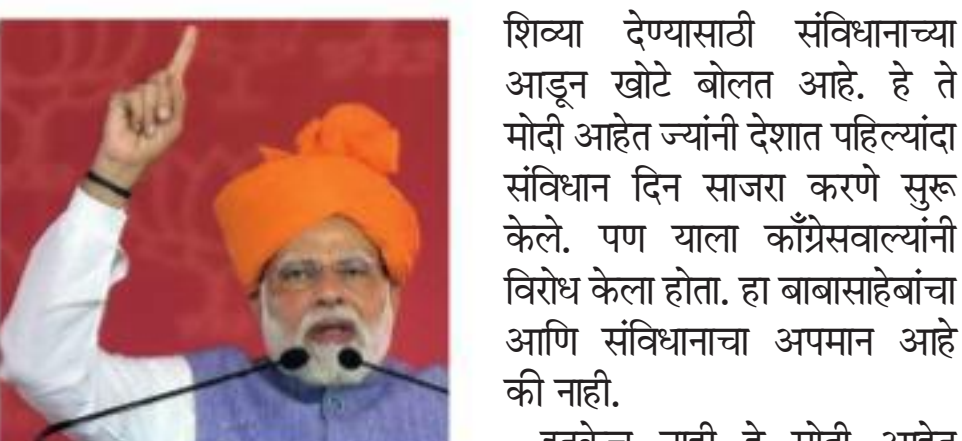 शिव्या देण्यासाठी संविधानाच्या
आडून खोटे बोलत आहे. हे ते
मोदी आहेत ज्यांनी देशात पहिल्यांदा
संविधान दिन साजरा करणे सुरू
केले. पण याला काँग्रेसवाल्यांनी
विरोध केला होता. हा बाबासाहेबांचा
आणि संविधानाचा अपमान आहे
की नाही.